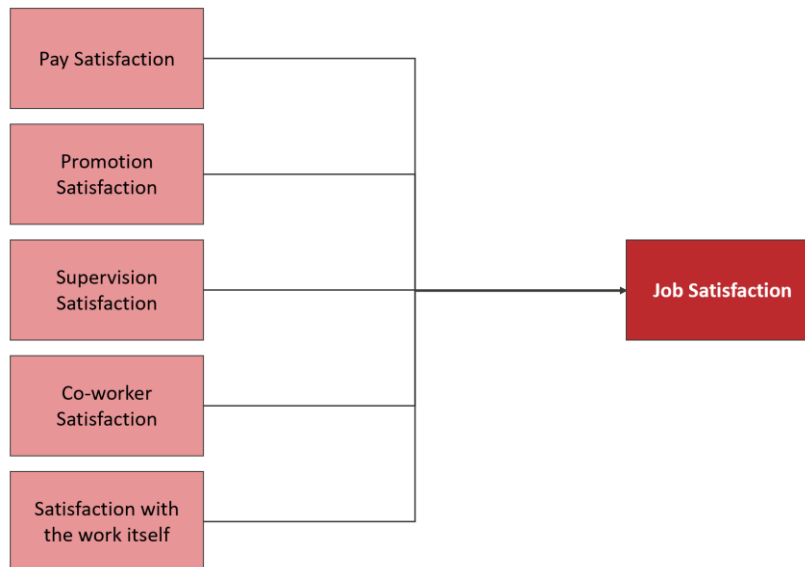 Pay Satisfaction
Promotion
Satisfaction
Supervision
Satisfaction
Job Satisfaction
Co-worker
Satisfaction
Satisfaction with
the work itself